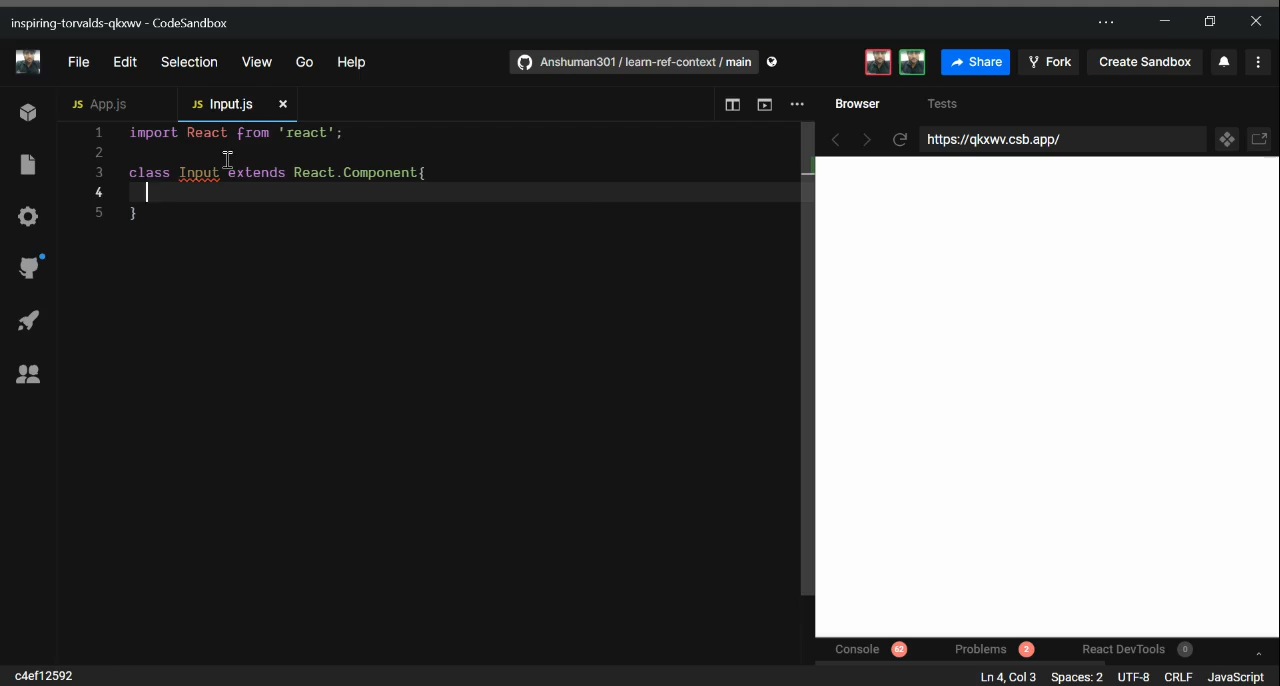 inspiring-torvalds-qkxwv - CodeSandbox
File Edit Selection View Go Help
Anshuman301 / learn-ref-context / main
Share
Fork
Create Sandbox
JS App.js
JS Input.js
Browser
Tests
https://qkxwv.csb.app/
1 import React from 'react';
2
3 class Input extends React.Component{
4
5 }
Console 62
Problems 2
React DevTools 0
c4ef12592
Ln 4, Col 3 Spaces: 2 UTF-8 CRLF JavaScript